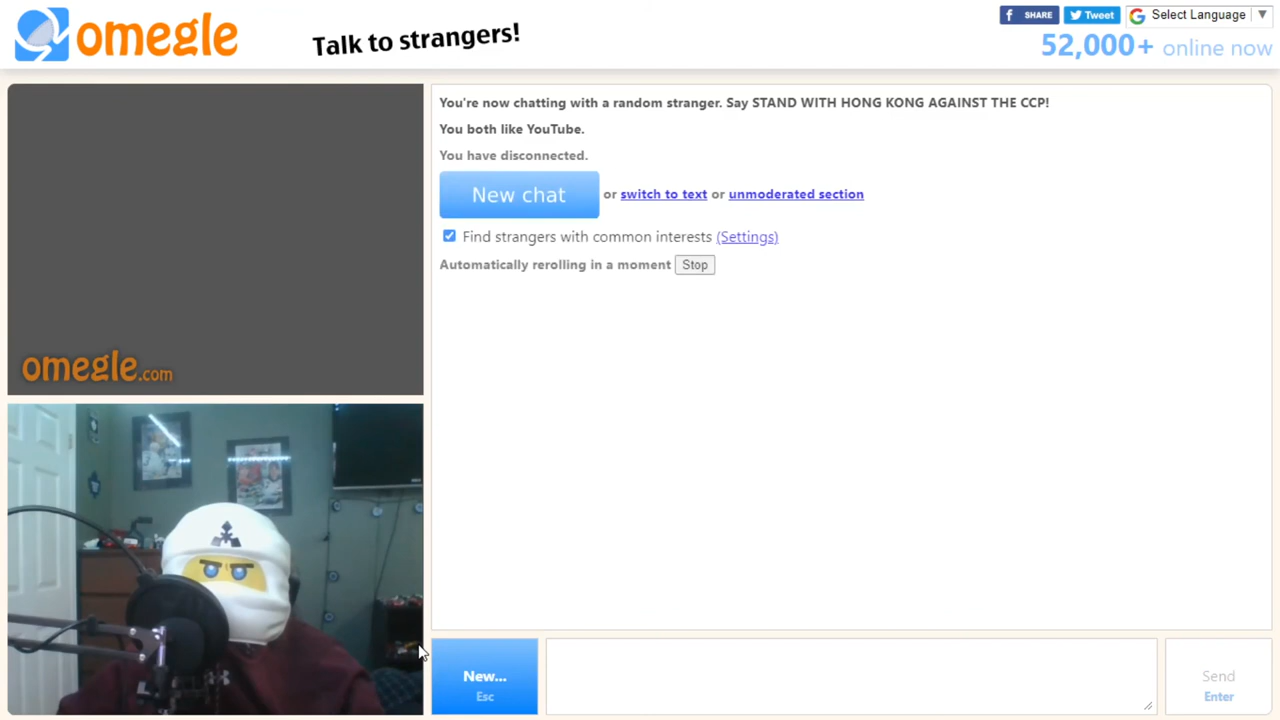 omegle
Talk to strangers!
SHARE
Tweet
Select Language
52,000+ online now
You're now chatting with a random stranger. Say STAND WITH HONG KONG AGAINST THE CCP!
You both like YouTube.
You have disconnected.
New chat or switch to text or unmoderated section
Find strangers with common interests (Settings)
Automatically rerolling in a moment Stop
omegle.com
New...
Esc
Send
Enter